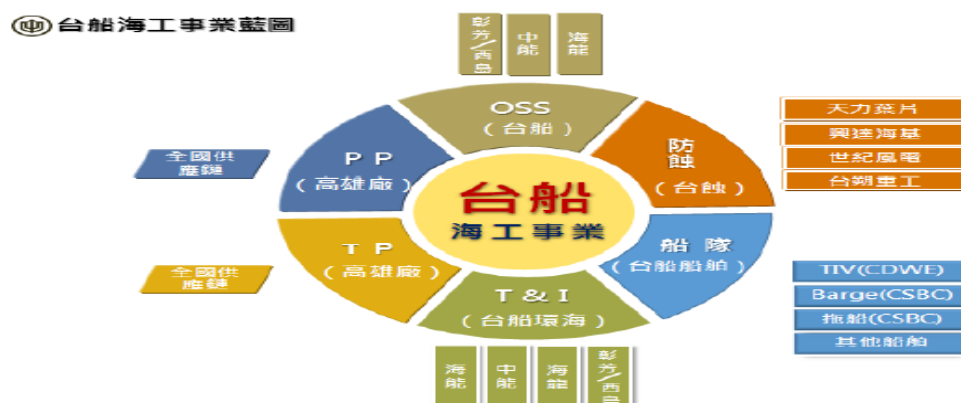 台船海工事業藍圖
彰芳/西島
中能
海龍
OSS
(台船)
防蝕
(台蝕)
天力葉片
興達海基
世紀風電
台朔重工
PP
(高雄廠)
全國供
應鏈
台船
海工事業
船隊
(台船船舶)
TP
(高雄廠)
全國供
應鏈
TIV(CDWE)
Barge(CSBC)
拖船(CSBC)
其他船舶
T&I
(台船環海)
海能
中能
海龍
彰芳/西島